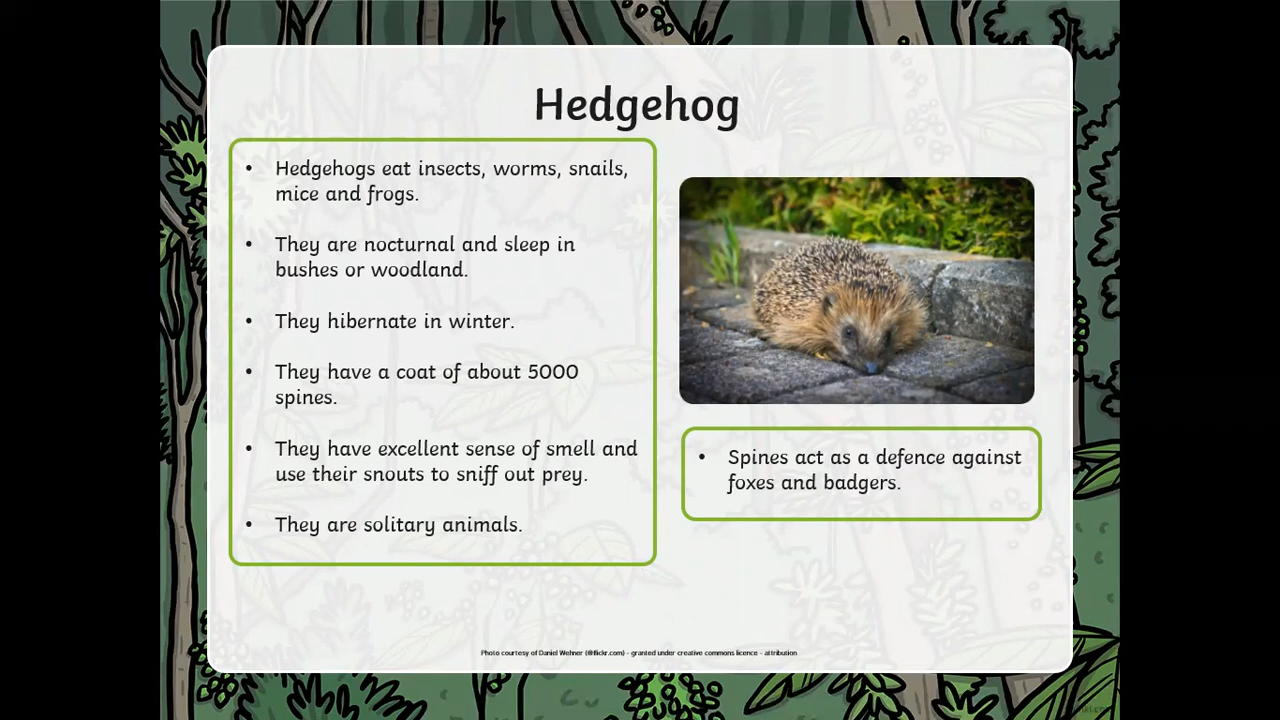 Hedgehog
• Hedgehogs eat insects, worms, snails,
mice and frogs.
• They are nocturnal and sleep in
bushes or woodland.
• They hibernate in winter.
• They have a coat of about 5000
spines.
• They have excellent sense of smell and
use their snouts to sniff out prey.
• They are solitary animals.
• Spines act as a defence against
foxes and badgers.
Photo courtesy of Daniel Wehner (@flickr.com) - granted under creative commons licence - attribution